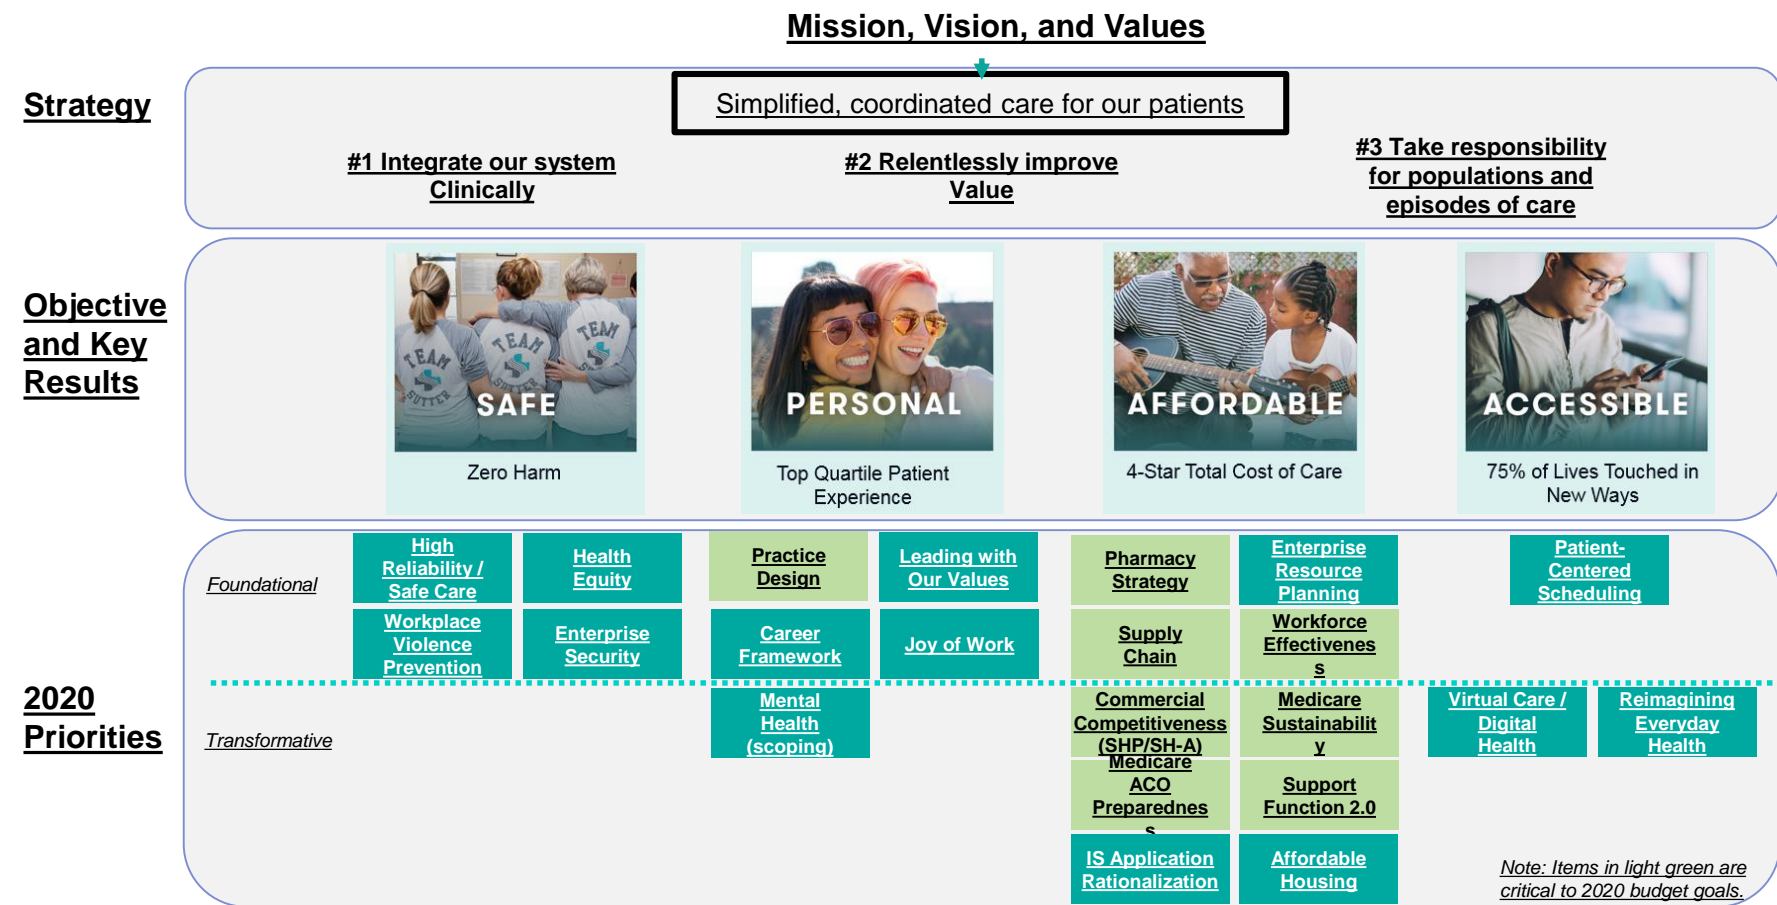 Mission, Vision, and Values
Strategy
Simplified, coordinated care for our patients
#1 Integrate our system
Clinically
#2 Relentlessly improve
Value
#3 Take responsibility
for populations and
episodes of care
Objective
and Key
Results
TEAM
SUTTER
TEAM
TEAM
SAFE
Zero Harm
PERSONAL
Top Quartile Patient
Experience
AFFORDABLE
4-Star Total Cost of Care
ACCESSIBLE
75% of Lives Touched in
New Ways
2020
Priorities
Foundational
High
Reliability /
Safe Care
Health
Equity
Practice
Design
Leading with
Our Values
Pharmacy
Strategy
Enterprise
Resource
Planning
Patient-
Centered
Scheduling
Workplace
Violence
Prevention
Enterprise
Security
Career
Framework
Joy of Work
Supply
Chain
Workforce
Effectivenes
s
Transformative
Mental
Health
(scoping)
Commercial
Competitiveness
(SHP/SH-A)
Medicare
Sustainabilit
y
Virtual Care /
Digital
Health
Reimagining
Everyday
Health
Medicare
ACO
Preparednes
s
Support
Function 2.0
IS Application
Rationalization
Affordable
Housing
Note: Items in light green are
critical to 2020 budget goals.